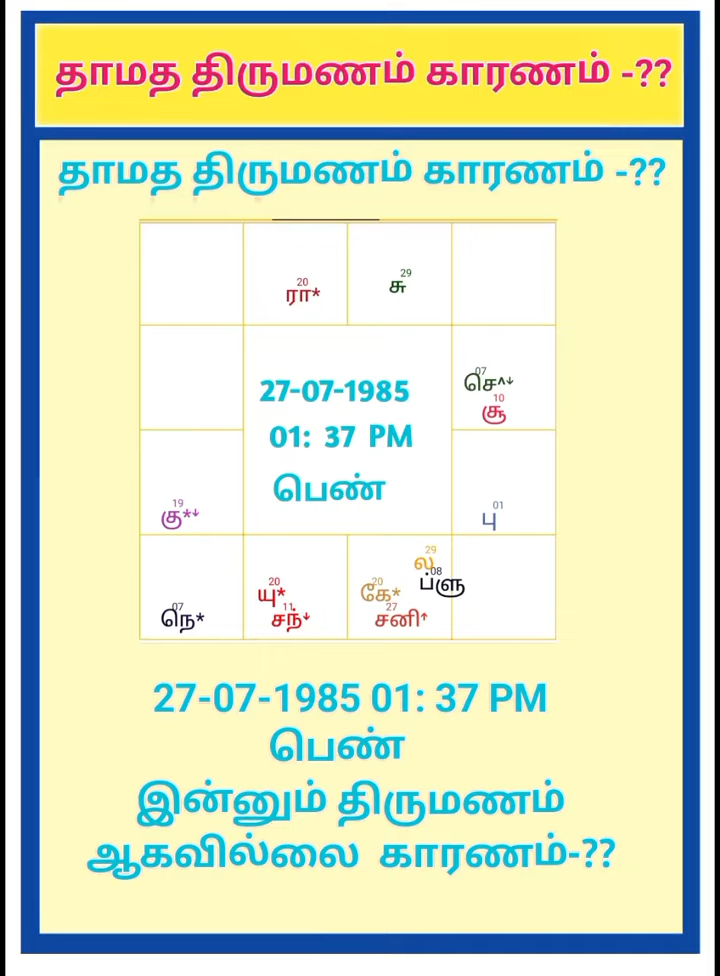 தாமத திருமணம் காரணம் -??
தாமத திருமணம் காரணம் -??
20
ரா*
29
சு
07
செ^↓
10
சூ
27-07-1985
01: 37 PM
பெண்
19
கு*↓
01
பு
07
நெ*
20
யு*
11
சந்↓
29
ல
08
ப்ளு
20
கே*
27
சனி↑
27-07-1985 01: 37 PM
பெண்
இன்னும் திருமணம்
ஆகவில்லை காரணம்-??